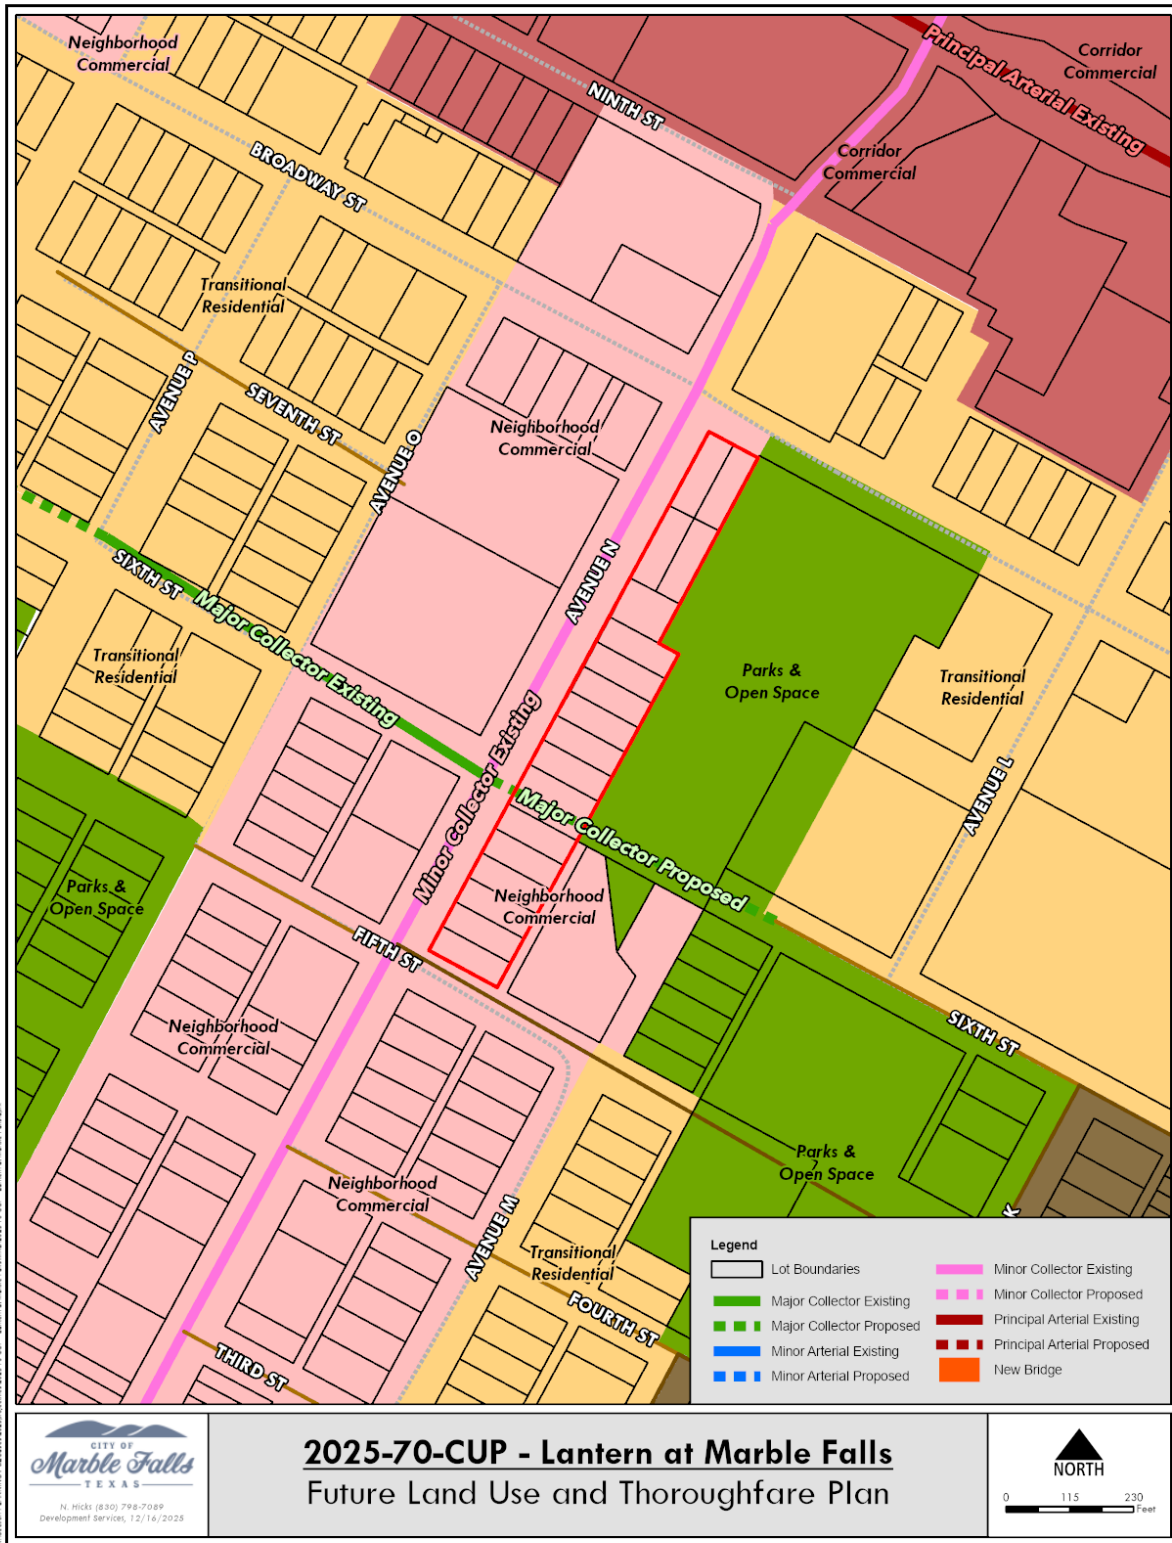 Neighborhood
Commercial
Principal Arterial Existing
Corridor
Commercial
NINTH ST
BROADWAY ST
Corridor
Commercial
Transitional
Residential
AVENUE P
SEVENTH ST
AVENUE O
Neighborhood
Commercial
AVENUE N
SIXTH ST
Major Collector Existing
Transitional
Residential
Parks &
Open Space
Transitional
Residential
Minor Collector Existing
AVENUE L
Major Collector Proposed
Parks &
Open Space
Neighborhood
Commercial
FIFTH ST
SIXTH ST
Neighborhood
Commercial
Parks &
Open Space
Neighborhood
Commercial
AVENUE M
K
Transitional
Residential
FOURTH ST
THIRD ST
Legend
Lot Boundaries
Major Collector Existing
Major Collector Proposed
Minor Arterial Existing
Minor Arterial Proposed
Minor Collector Existing
Minor Collector Proposed
Principal Arterial Existing
Principal Arterial Proposed
New Bridge
CITY OF
Marble Falls
TEXAS
N. Hicks (830) 798-7089
Development Services, 12/16/2025
2025-70-CUP - Lantern at Marble Falls
Future Land Use and Thoroughfare Plan
NORTH
0 115 230
Feet